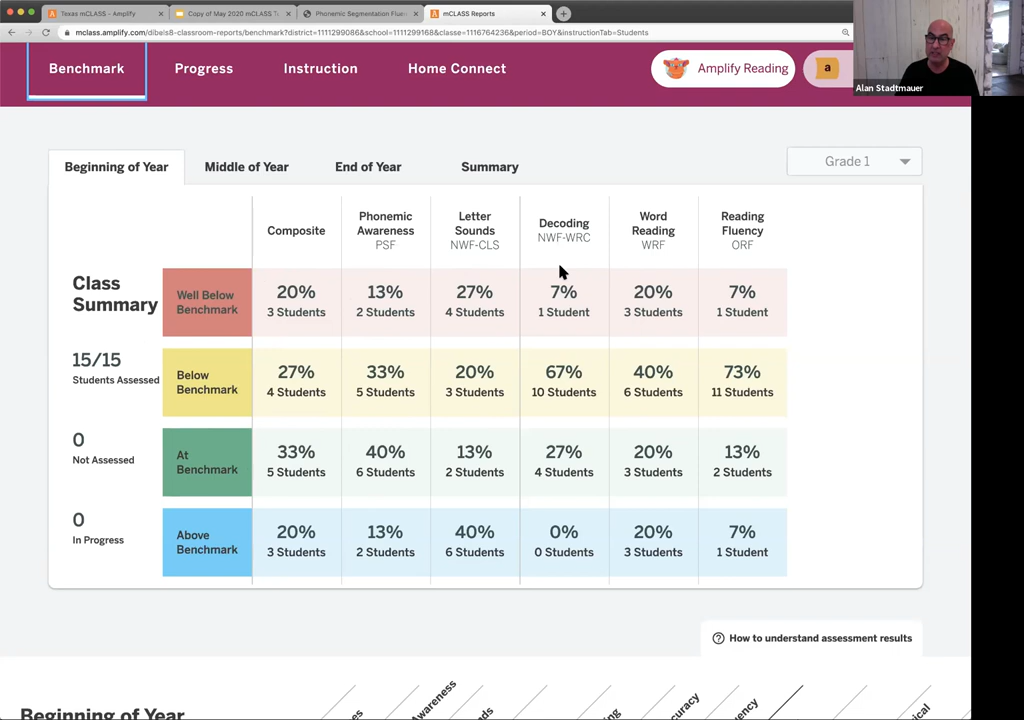 Texas mCLASS - Amplify
Copy of May 2020 mCLASS T
Phonemic Segmentation Flue
mCLASS Reports
mclass.amplify.com/dibels8-classroom-reports/benchmark?district=1111299086&school=1111299168&classe=1116764236&period=BOY&instructionTab=Students
Benchmark
Progress
Instruction
Home Connect
Amplify Reading
a
Alan Stadtmauer
Beginning of Year
Middle of Year
End of Year
Summary
Grade 1
Composite
Phonemic
Awareness
PSF
Letter
Sounds
NWF-CLS
Decoding
NWF-WRC
Word
Reading
WRF
Reading
Fluency
ORF
Class
Summary
15/15
Students Assessed
0
Not Assessed
0
In Progress
Well Below
Benchmark
20%
3 Students
13%
2 Students
27%
4 Students
7%
1 Student
20%
3 Students
7%
1 Student
Below
Benchmark
27%
4 Students
33%
5 Students
20%
3 Students
67%
10 Students
40%
6 Students
73%
11 Students
At
Benchmark
33%
5 Students
40%
6 Students
13%
2 Students
27%
4 Students
20%
3 Students
13%
2 Students
Above
Benchmark
20%
3 Students
13%
2 Students
40%
6 Students
0%
0 Students
20%
3 Students
7%
1 Student
How to understand assessment results
Beginning of Year
Awareness